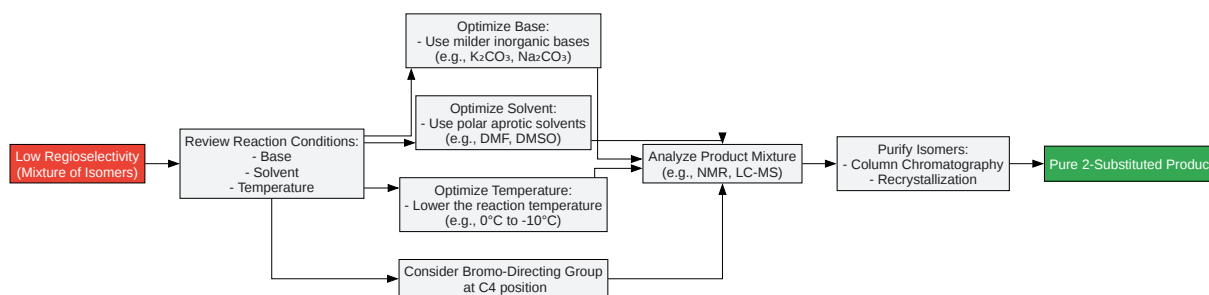 Low Regioselectivity
(Mixture of Isomers)
Review Reaction Conditions:
- Base
- Solvent
- Temperature
Optimize Base:
- Use milder inorganic bases
(e.g., K₂CO₃, Na₂CO₃)
Optimize Solvent:
- Use polar aprotic solvents
(e.g., DMF, DMSO)
Optimize Temperature:
- Lower the reaction temperature
(e.g., 0°C to -10°C)
Consider Bromo-Directing Group
at C4 position
Analyze Product Mixture
(e.g., NMR, LC-MS)
Purify Isomers:
- Column Chromatography
- Recrystallization
Pure 2-Substituted Product